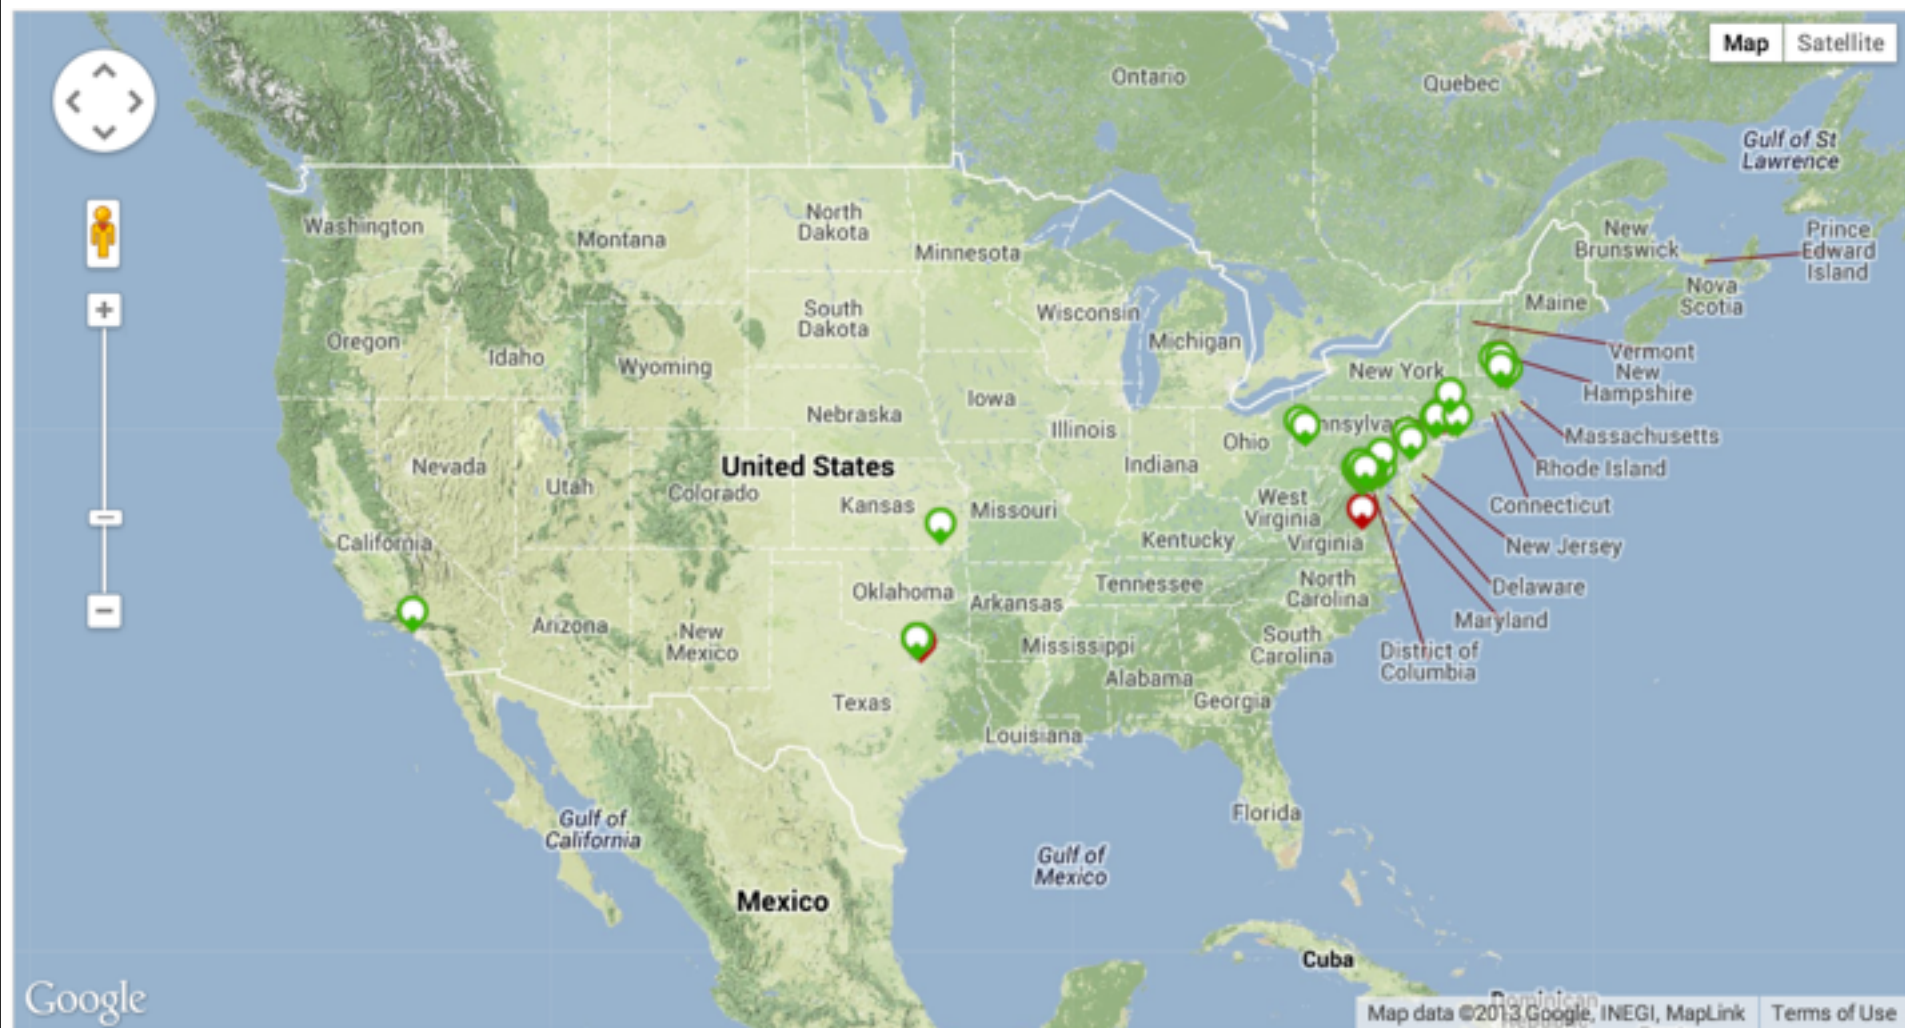 Map
Satellite
Ontario
Quebec
Gulf of St
Lawrence
Washington
Montana
North
Dakota
Minnesota
New
Brunswick
Prince
Edward
Island
Nova
Scotia
Maine
South
Dakota
Wisconsin
Michigan
Oregon
Idaho
Wyoming
New York
Vermont
New
Hampshire
Nebraska
Iowa
Illinois
Indiana
Ohio
nnsylva
Massachusetts
Rhode Island
Connecticut
Nevada
Utah
United States
Colorado
Kansas
Missouri
West
Virginia
Virginia
Kentucky
New Jersey
Delaware
Maryland
District of
Columbia
California
Arizona
New
Mexico
Oklahoma
Arkansas
Tennessee
North
Carolina
South
Carolina
Mississippi
Alabama
Georgia
Texas
Louisiana
Florida
Gulf of
California
Gulf of
Mexico
Mexico
Cuba
Dominican
Google
Map data ©2013 Google, INEGI, MapLink
Terms of Use